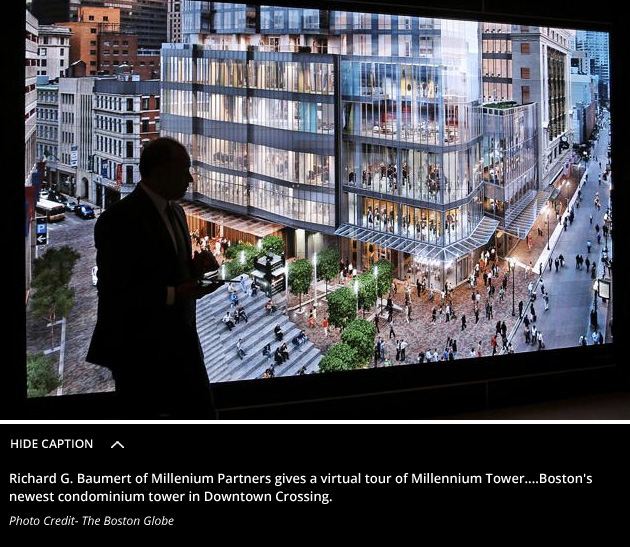 HIDE CAPTION
Richard G. Baumert of Millenium Partners gives a virtual tour of Millennium Tower....Boston's
newest condominium tower in Downtown Crossing.
Photo Credit- The Boston Globe